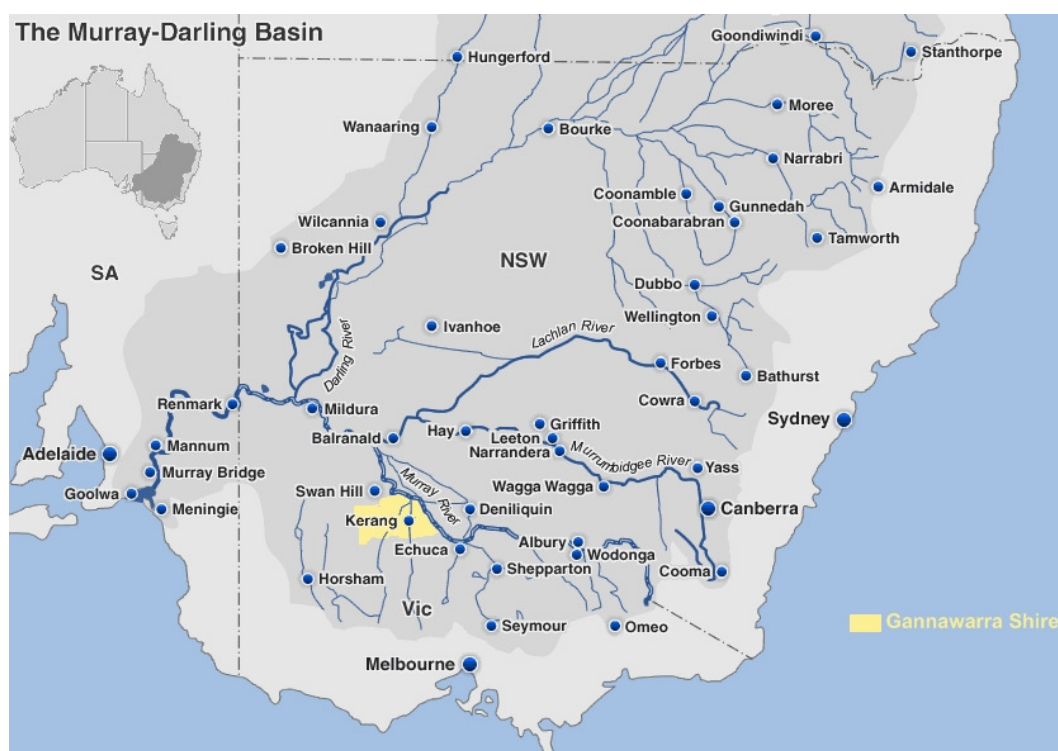 The Murray-Darling Basin
Goondiwindi
Stanthorpe
Hungerford
Moree
Wanaaring
Bourke
Narrabri
Armidale
Coonamble
Gunnedah
Coonabarabran
Wilcannia
Tamworth
Broken Hill
NSW
SA
Dubbo
Wellington
Ivanhoe
Lachlan River
Darling River
Forbes
Bathurst
Renmark
Mildura
Cowra
Sydney
Griffith
Hay
Leeton
Balranald
Mannum
Narrandera
Adelaide
Murrumbidgee River
Yass
Murray Bridge
Murray River
Wagga Wagga
Swan Hill
Goolwa
Meningie
Deniliquin
Canberra
Kerang
Albury
Echuca
Wodonga
Shepparton
Cooma
Horsham
Vic
Gannawarra Shire
Seymour
Omeo
Melbourne